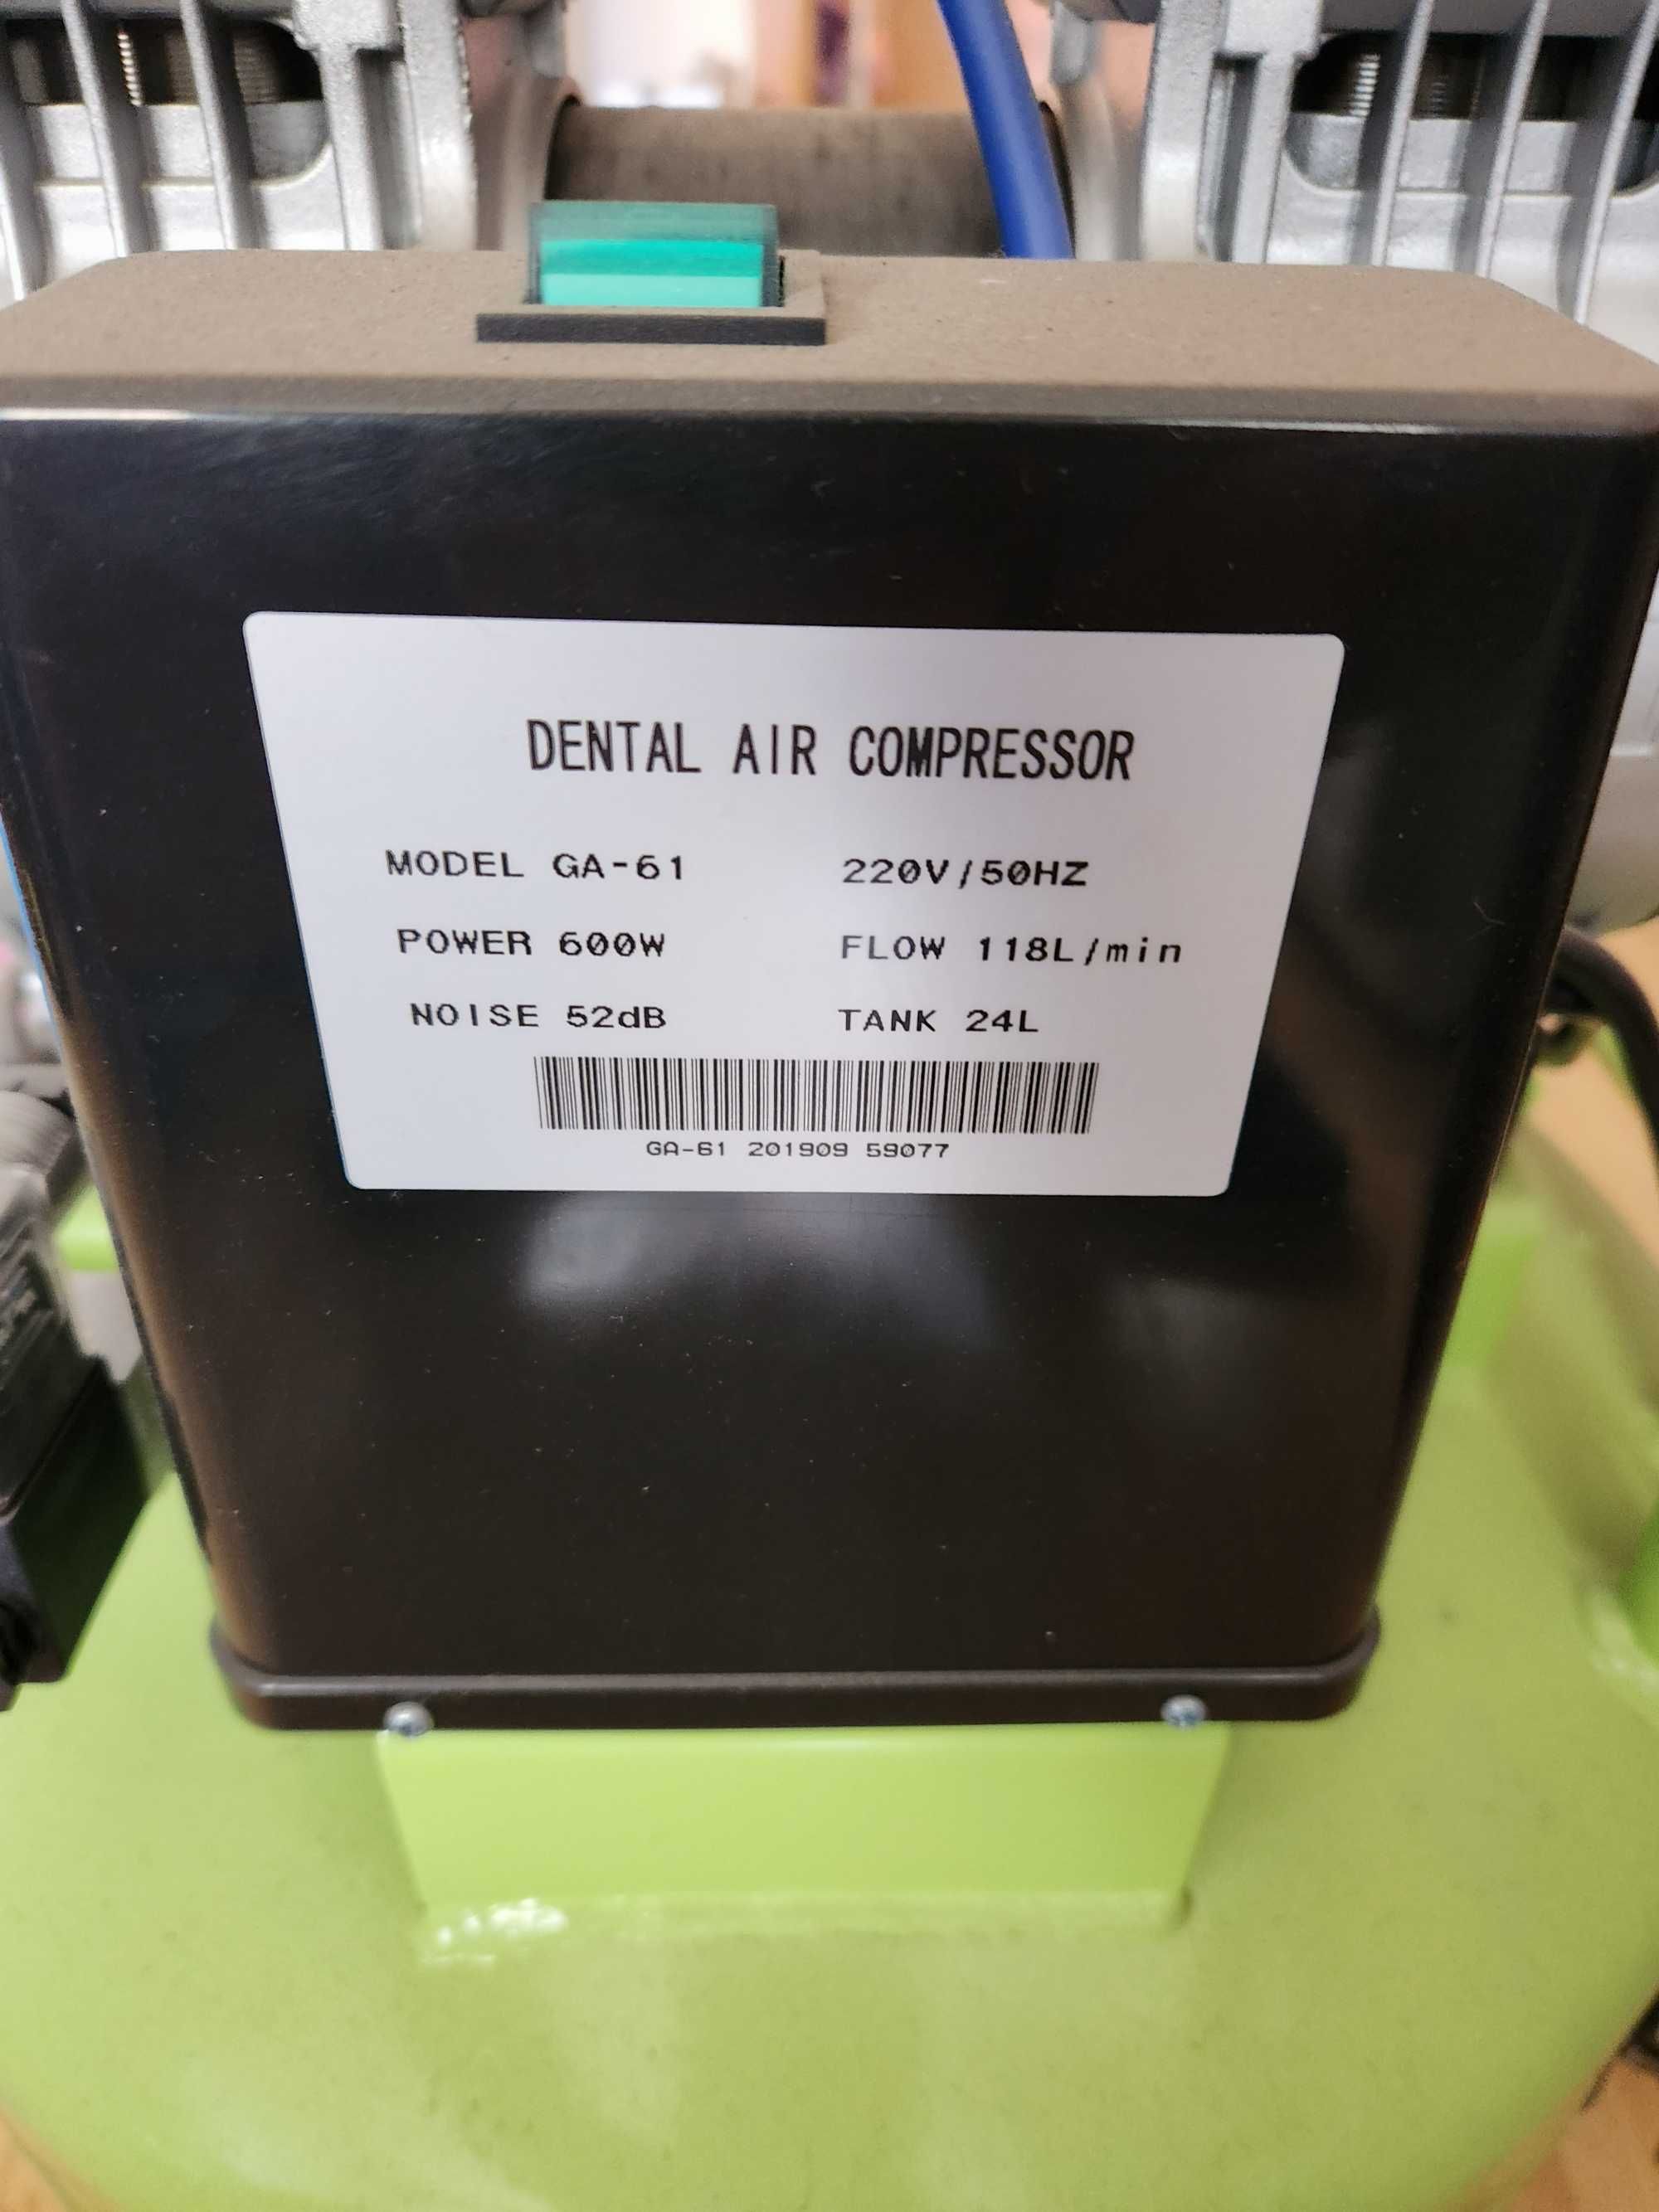 DENTAL AIR COMPRESSOR
MODEL GA-61 220V/50HZ
POWER 600W FLOW 118L/min
NOISE 52dB TANK 24L
GA-61 201909 59077